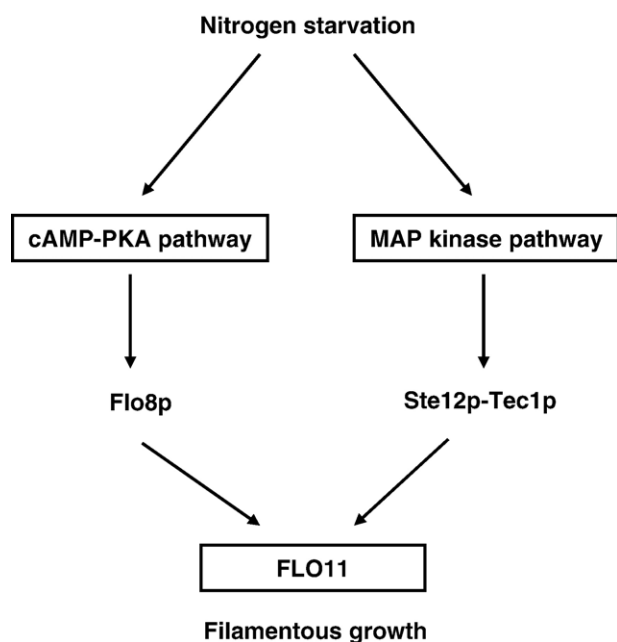 Nitrogen starvation
cAMP-PKA pathway
MAP kinase pathway
Flo8p
Ste12p-Tec1p
FLO11
Filamentous growth